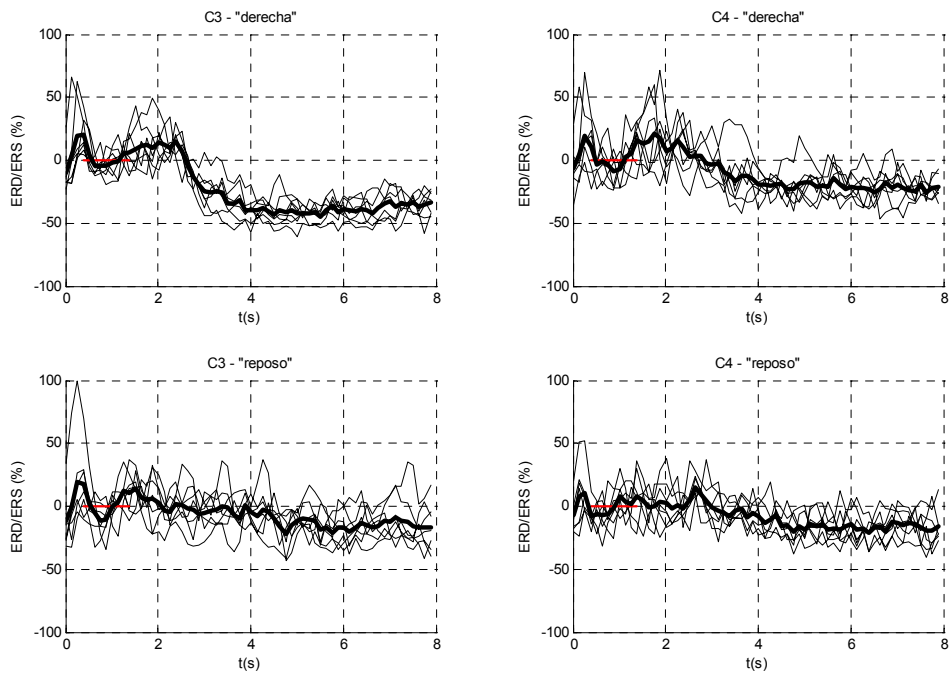 C3 - "derecha"
C4 - "derecha"
100
50
0
-50
-100
ERD/ERS (%)
0 2 4 6 8
t(s)
100
50
0
-50
-100
ERD/ERS (%)
0 2 4 6 8
t(s)
C3 - "reposo"
C4 - "reposo"
100
50
0
-50
-100
ERD/ERS (%)
0 2 4 6 8
t(s)
100
50
0
-50
-100
ERD/ERS (%)
0 2 4 6 8
t(s)